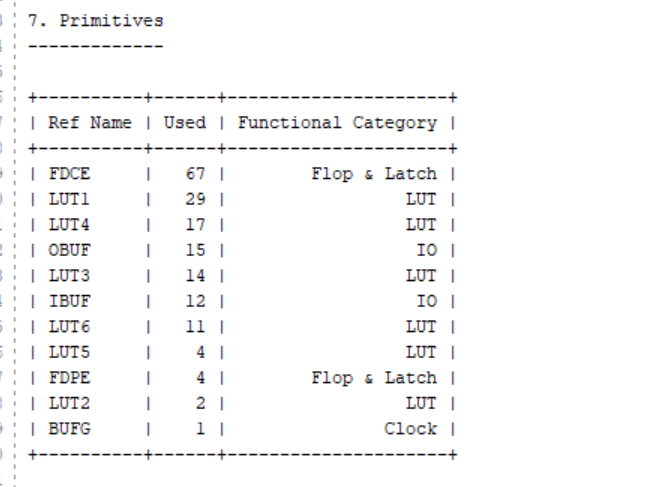 7. Primitives
-------------
+----------+------+---------------------+
| Ref Name | Used | Functional Category |
+----------+------+---------------------+
| FDCE     |   67 |        Flop & Latch |
| LUT1     |   29 |                 LUT |
| LUT4     |   17 |                 LUT |
| OBUF     |   15 |                  IO |
| LUT3     |   14 |                 LUT |
| IBUF     |   12 |                  IO |
| LUT6     |   11 |                 LUT |
| LUT5     |    4 |                 LUT |
| FDPE     |    4 |        Flop & Latch |
| LUT2     |    2 |                 LUT |
| BUFG     |    1 |               Clock |
+----------+------+---------------------+